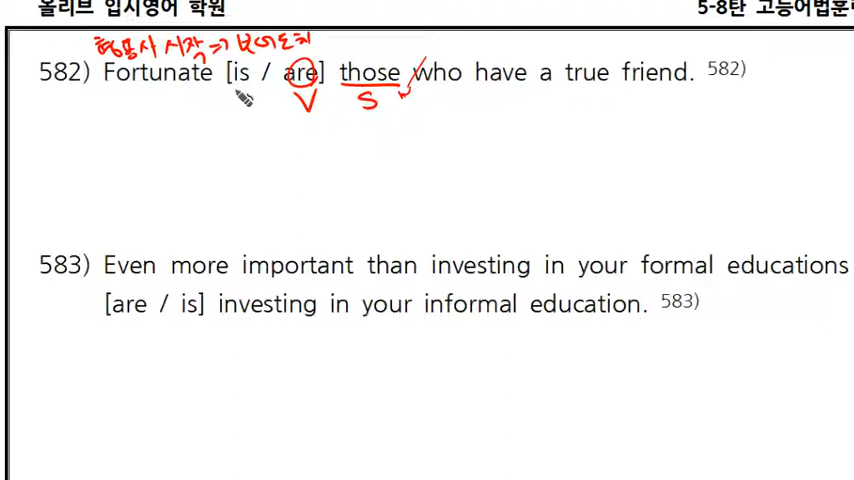 올리브 입시영어 학원 5-8탄 고등어법훈
형용사 시작 => 보어도치
582) Fortunate [is / are] those who have a true friend. 582)
V S
583) Even more important than investing in your formal educations
[are / is] investing in your informal education. 583)